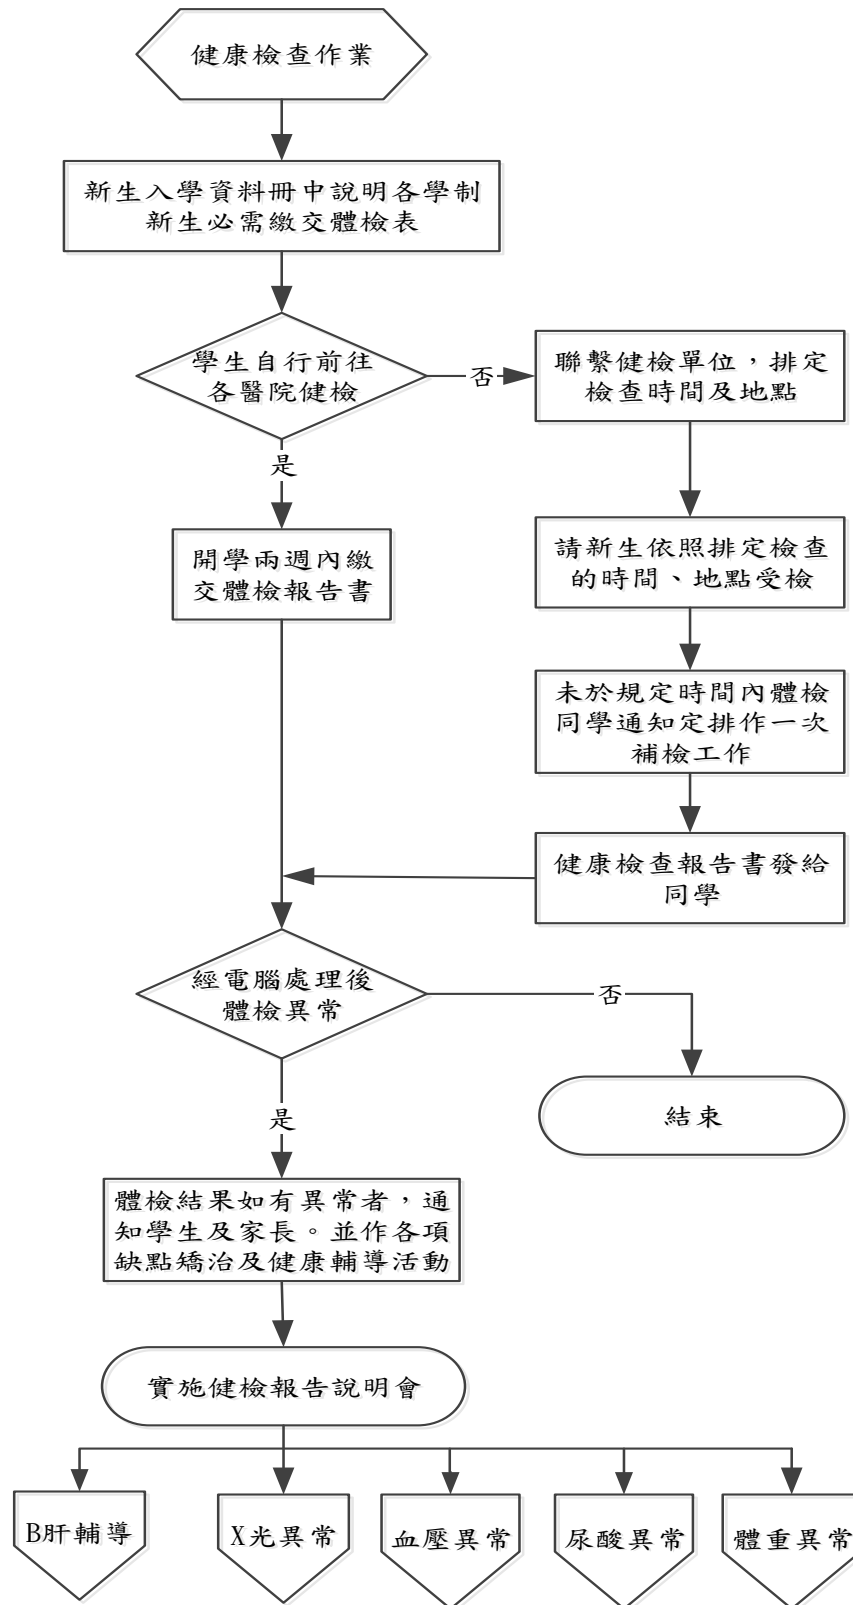 健康檢查作業
新生入學資料冊中說明各學制
新生必需繳交體檢表
學生自行前往
各醫院健檢
否
聯繫健檢單位，排定
檢查時間及地點
是
開學兩週內繳
交體檢報告書
請新生依照排定檢查
的時間、地點受檢
未於規定時間內體檢
同學通知定排作一次
補檢工作
健康檢查報告書發給
同學
經電腦處理後
體檢異常
否
結束
是
體檢結果如有異常者，通
知學生及家長。並作各項
缺點矯治及健康輔導活動
實施健檢報告說明會
B肝輔導
X光異常
血壓異常
尿酸異常
體重異常